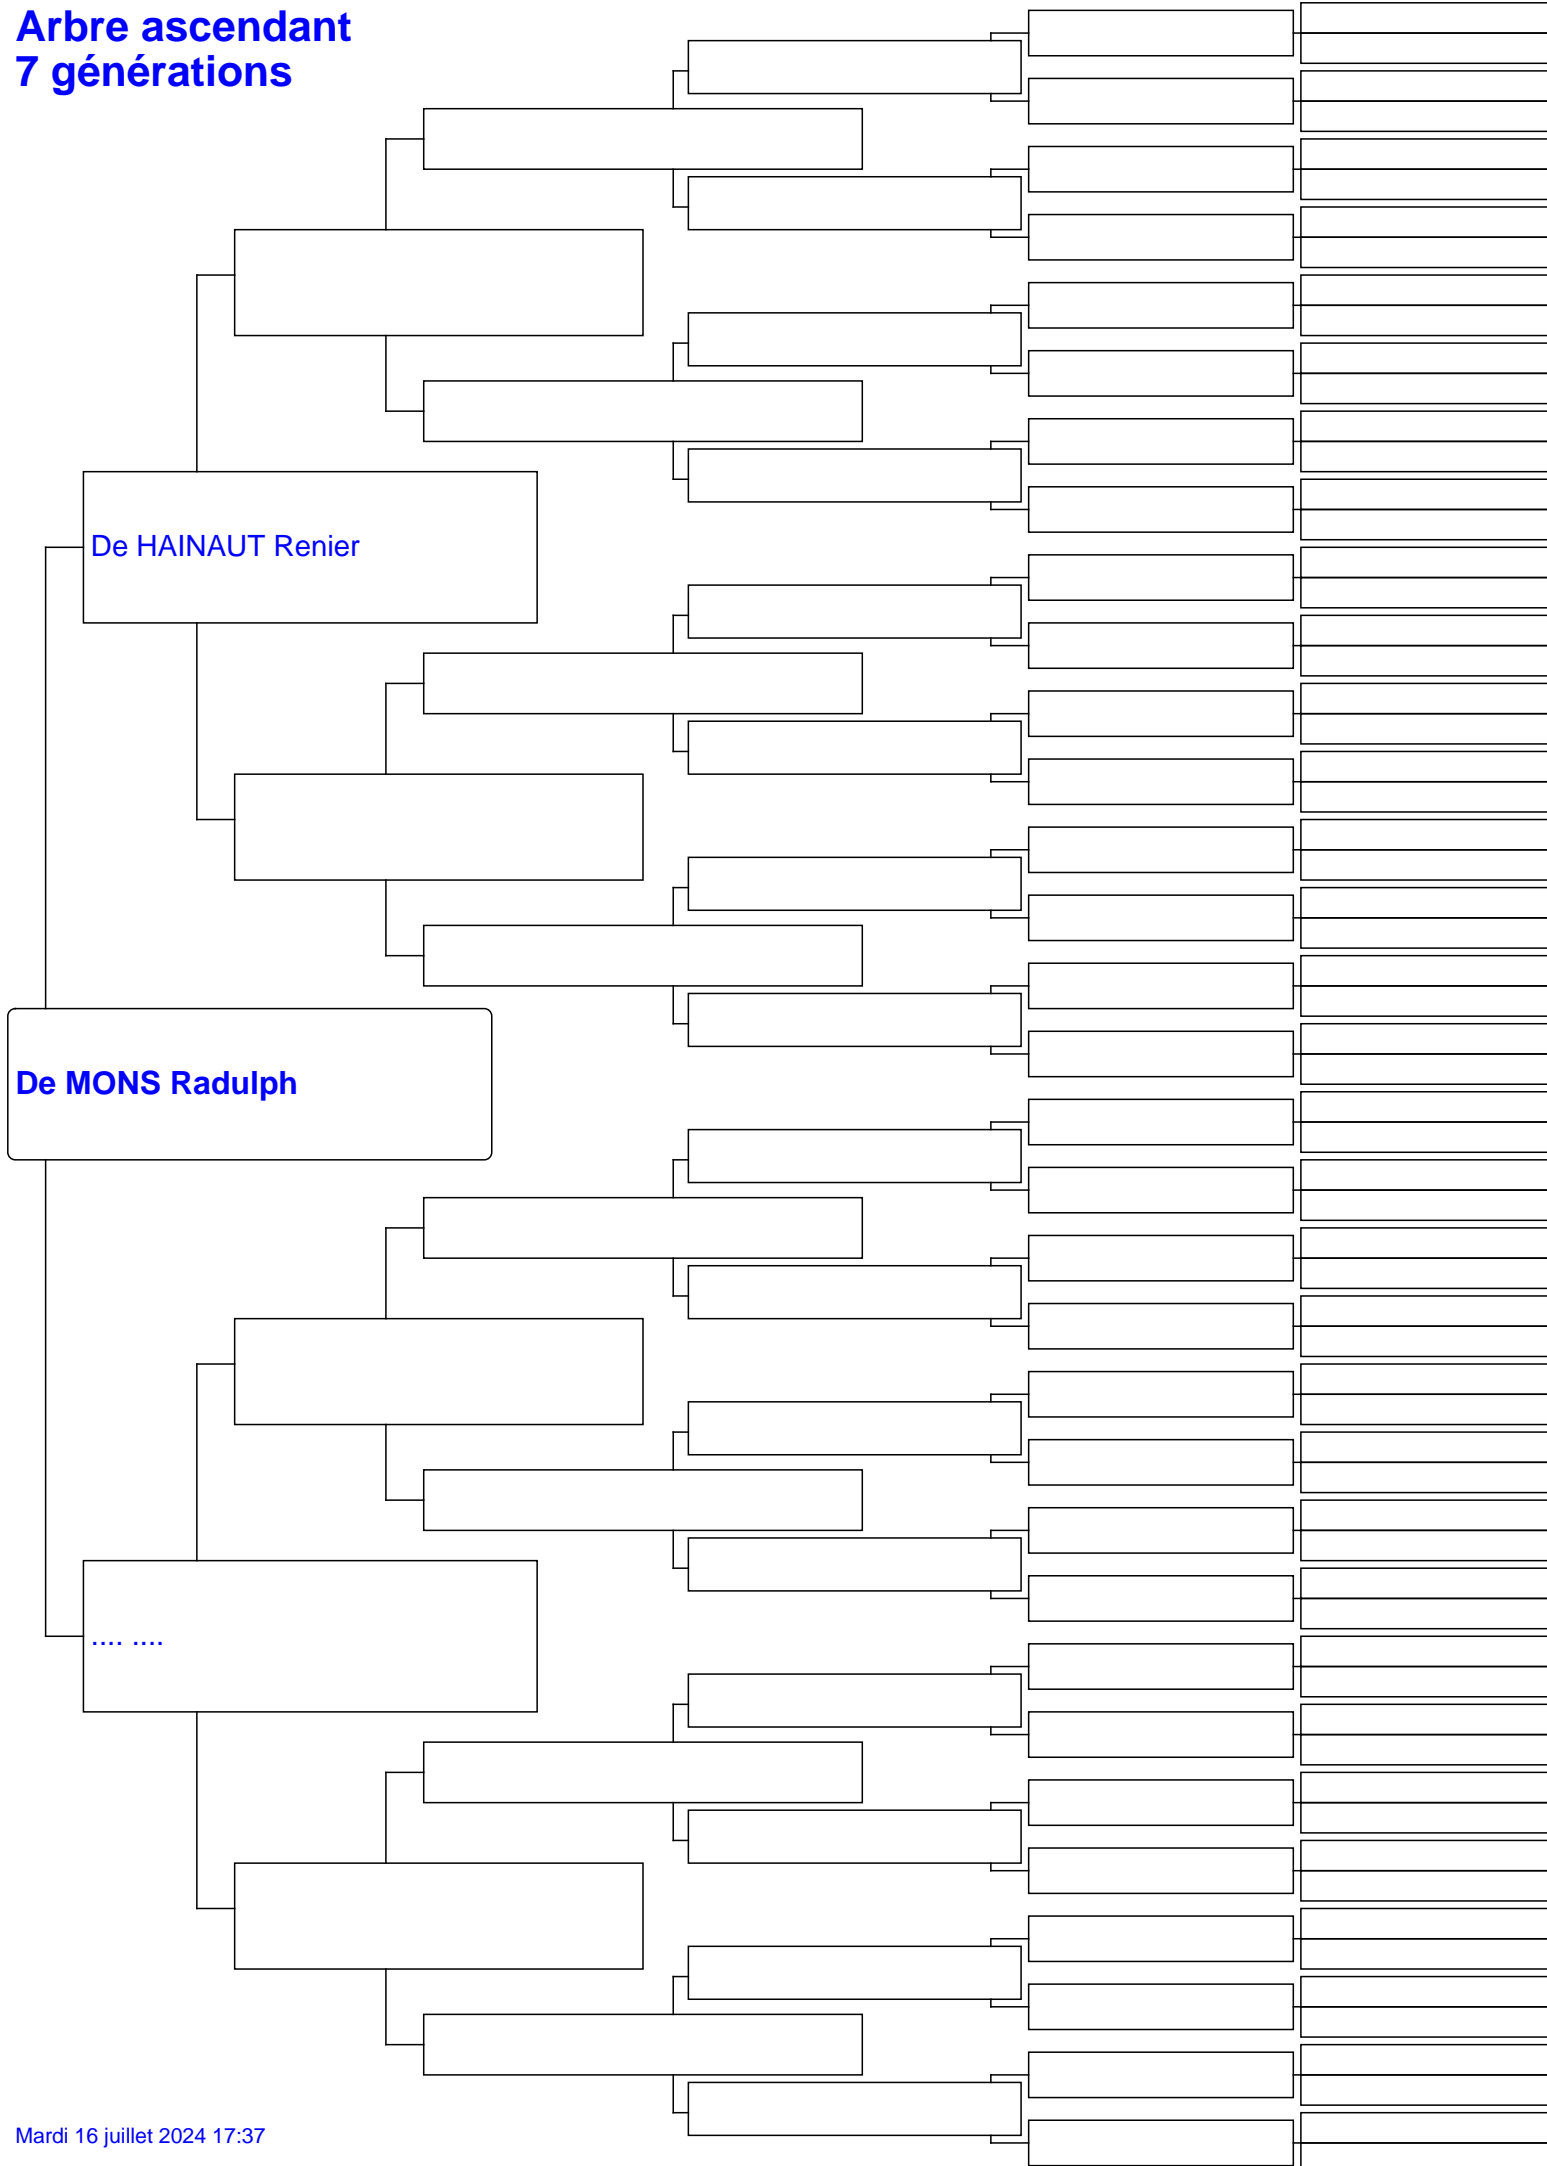 Arbre ascendant
7 générations
De HAINAUT Renier
De MONS Radulph
.... ....
Mardi 16 juillet 2024 17:37